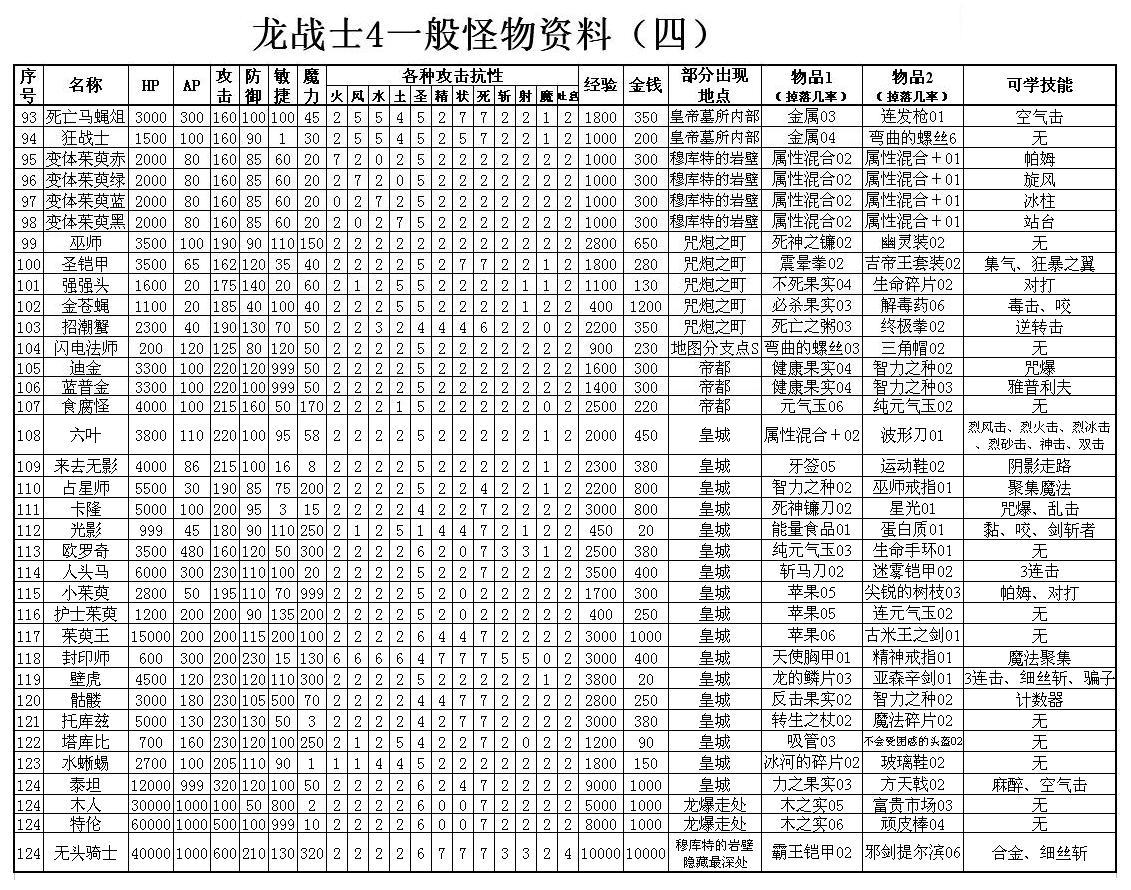 龙战士4一般怪物资料（四）
序号 名称 HP AP 攻击 防御 敏捷 魔力 各种攻击抗性 经验 金钱 部分出现地点 物品1（掉落几率） 物品2（掉落几率） 可学技能
火 风 水 土 圣 精 状 死 斩 射 魔 吐息
93 死亡马蝇俎 3000 300 160 100 100 45 2 5 5 4 5 2 7 7 2 2 1 2 1800 350 皇帝墓所内部 金属03 连发枪01 空气击
94 狂战士 1500 100 160 90 1 30 2 5 5 4 5 2 5 7 2 2 1 2 1000 200 皇帝墓所内部 金属04 弯曲的螺丝6 无
95 变体茱萸赤 2000 80 160 85 60 20 7 2 0 2 5 2 2 2 2 2 2 2 1000 300 穆库特的岩壁 属性混合02 属性混合＋01 帕姆
96 变体茱萸绿 2000 80 160 85 60 20 2 7 2 0 5 2 2 2 2 2 2 2 1000 300 穆库特的岩壁 属性混合02 属性混合＋01 旋风
97 变体茱萸蓝 2000 80 160 85 60 20 0 2 7 2 5 2 2 2 2 2 2 2 1000 300 穆库特的岩壁 属性混合02 属性混合＋01 冰柱
98 变体茱萸黑 2000 80 160 85 60 20 2 0 2 7 5 2 2 2 2 2 2 2 1000 300 穆库特的岩壁 属性混合02 属性混合＋01 站台
99 巫师 3500 100 190 90 110 150 2 2 2 2 2 2 2 2 2 2 2 2 2800 650 咒炮之町 死神之镰02 幽灵装02 无
100 圣铠甲 3500 65 162 120 35 40 2 2 2 2 5 2 7 7 2 2 1 2 1800 280 咒炮之町 震晕拳02 吉帝王套装02 集气、狂暴之翼
101 强强头 1600 20 175 140 20 60 2 1 2 5 5 2 2 2 2 1 1 2 1100 130 咒炮之町 不死果实04 生命碎片02 对打
102 金苍蝇 1100 20 185 40 100 40 2 2 2 5 5 2 2 2 2 1 2 2 400 1200 咒炮之町 必杀果实03 解毒药06 毒击、咬
103 招潮蟹 2300 40 190 130 70 50 2 2 3 2 4 4 4 6 2 2 0 2 2200 350 咒炮之町 死亡之粥03 终极拳02 逆转击
104 闪电法师 200 120 125 80 120 50 2 2 2 2 5 2 2 2 2 2 2 2 900 230 地图分支点S 弯曲的螺丝03 三角帽02 无
105 迪金 3300 100 220 120 999 50 2 2 2 2 5 2 2 2 2 2 2 2 1600 300 帝都 健康果实04 智力之种02 咒爆
106 蓝普金 3300 100 220 100 999 50 2 2 2 2 5 2 2 2 2 2 2 2 1400 300 帝都 健康果实04 智力之种03 雅普利夫
107 食腐怪 4000 100 215 160 50 170 2 2 2 1 5 2 2 2 2 2 0 2 2500 220 帝都 元气玉06 纯元气玉02 无
108 六叶 3800 110 220 100 95 58 2 2 2 2 5 2 2 2 2 2 1 2 2000 450 皇城 属性混合＋02 波形刀01 烈风击、烈火击、烈冰击、烈砂击、神击、双击
109 来去无影 4000 86 215 100 16 8 2 2 2 2 5 2 2 2 2 2 1 2 2300 380 皇城 牙签05 运动鞋02 阴影走路
110 占星师 5500 30 190 85 75 200 2 2 2 2 5 2 2 4 2 2 1 2 2200 800 皇城 智力之种02 巫师戒指01 聚集魔法
111 卡隆 5000 100 200 95 3 15 2 2 2 2 4 2 2 7 2 2 2 2 3000 800 皇城 死神镰刀02 星光01 咒爆、乱击
112 光影 999 45 180 90 110 250 2 1 2 5 1 4 4 7 2 1 2 2 450 20 皇城 能量食品01 蛋白质01 黏、咬、剑斩者
113 欧罗奇 3500 480 160 120 50 300 2 2 2 2 6 2 0 7 3 3 1 2 2500 380 皇城 纯元气玉03 生命手环01 无
114 人头马 6000 300 230 110 100 20 2 2 2 2 5 2 2 7 2 2 2 2 3500 400 皇城 斩马刀02 迷雾铠甲02 3连击
115 小茱萸 2800 50 195 110 70 999 2 2 2 2 5 2 0 2 2 2 2 2 1700 300 皇城 苹果05 尖锐的树枝03 帕姆、对打
116 护士茱萸 1200 200 200 90 135 200 2 2 2 2 5 2 0 2 2 2 2 2 400 250 皇城 苹果05 连元气玉02 无
117 茱萸王 15000 200 200 115 200 100 2 2 2 2 6 4 4 7 2 2 2 2 3000 1000 皇城 苹果06 古米王之剑01 无
118 封印师 600 300 200 230 15 130 6 6 6 6 4 7 7 7 5 5 0 2 3000 400 皇城 天使胸甲01 精神戒指01 魔法聚集
119 壁虎 4500 120 230 120 110 300 2 2 2 2 5 2 2 2 2 2 1 2 3800 20 皇城 龙的鳞片03 亚森辛剑01 3连击、细丝斩、骗子
120 骷髅 3000 180 230 105 500 70 2 2 2 2 4 4 7 7 2 2 2 2 2800 250 皇城 反击果实02 智力之种02 计数器
121 托库兹 5000 130 230 130 50 3 2 2 2 2 4 2 7 7 2 2 2 2 3000 380 皇城 转生之杖02 魔法碎片02 无
122 塔库比 700 160 230 120 100 250 2 1 2 5 4 2 2 7 2 0 2 2 1200 90 皇城 吸管03 不会受困惑的头盔02 无
123 水蜥蜴 2700 100 205 110 90 1 1 1 4 4 5 2 2 2 2 2 2 2 1800 150 皇城 冰河的碎片02 玻璃鞋02 无
124 泰坦 12000 999 320 120 100 50 2 2 2 2 6 2 4 7 2 2 2 2 9000 1000 皇城 力之果实03 方天戟02 麻醉、空气击
124 木人 30000 1000 100 50 800 2 2 2 2 2 6 0 0 7 2 2 2 2 5000 1000 龙爆走处 木之实05 富贵市场03 无
124 特伦 60000 1000 500 100 999 10 2 2 2 2 6 0 0 7 2 2 2 2 8000 1000 龙爆走处 木之实06 顽皮棒04 无
124 无头骑士 40000 1000 600 210 130 320 2 2 2 2 6 7 7 7 3 3 2 4 10000 10000 穆库特的岩壁隐藏最深处 霸王铠甲02 邪剑提尔滨06 合金、细丝斩